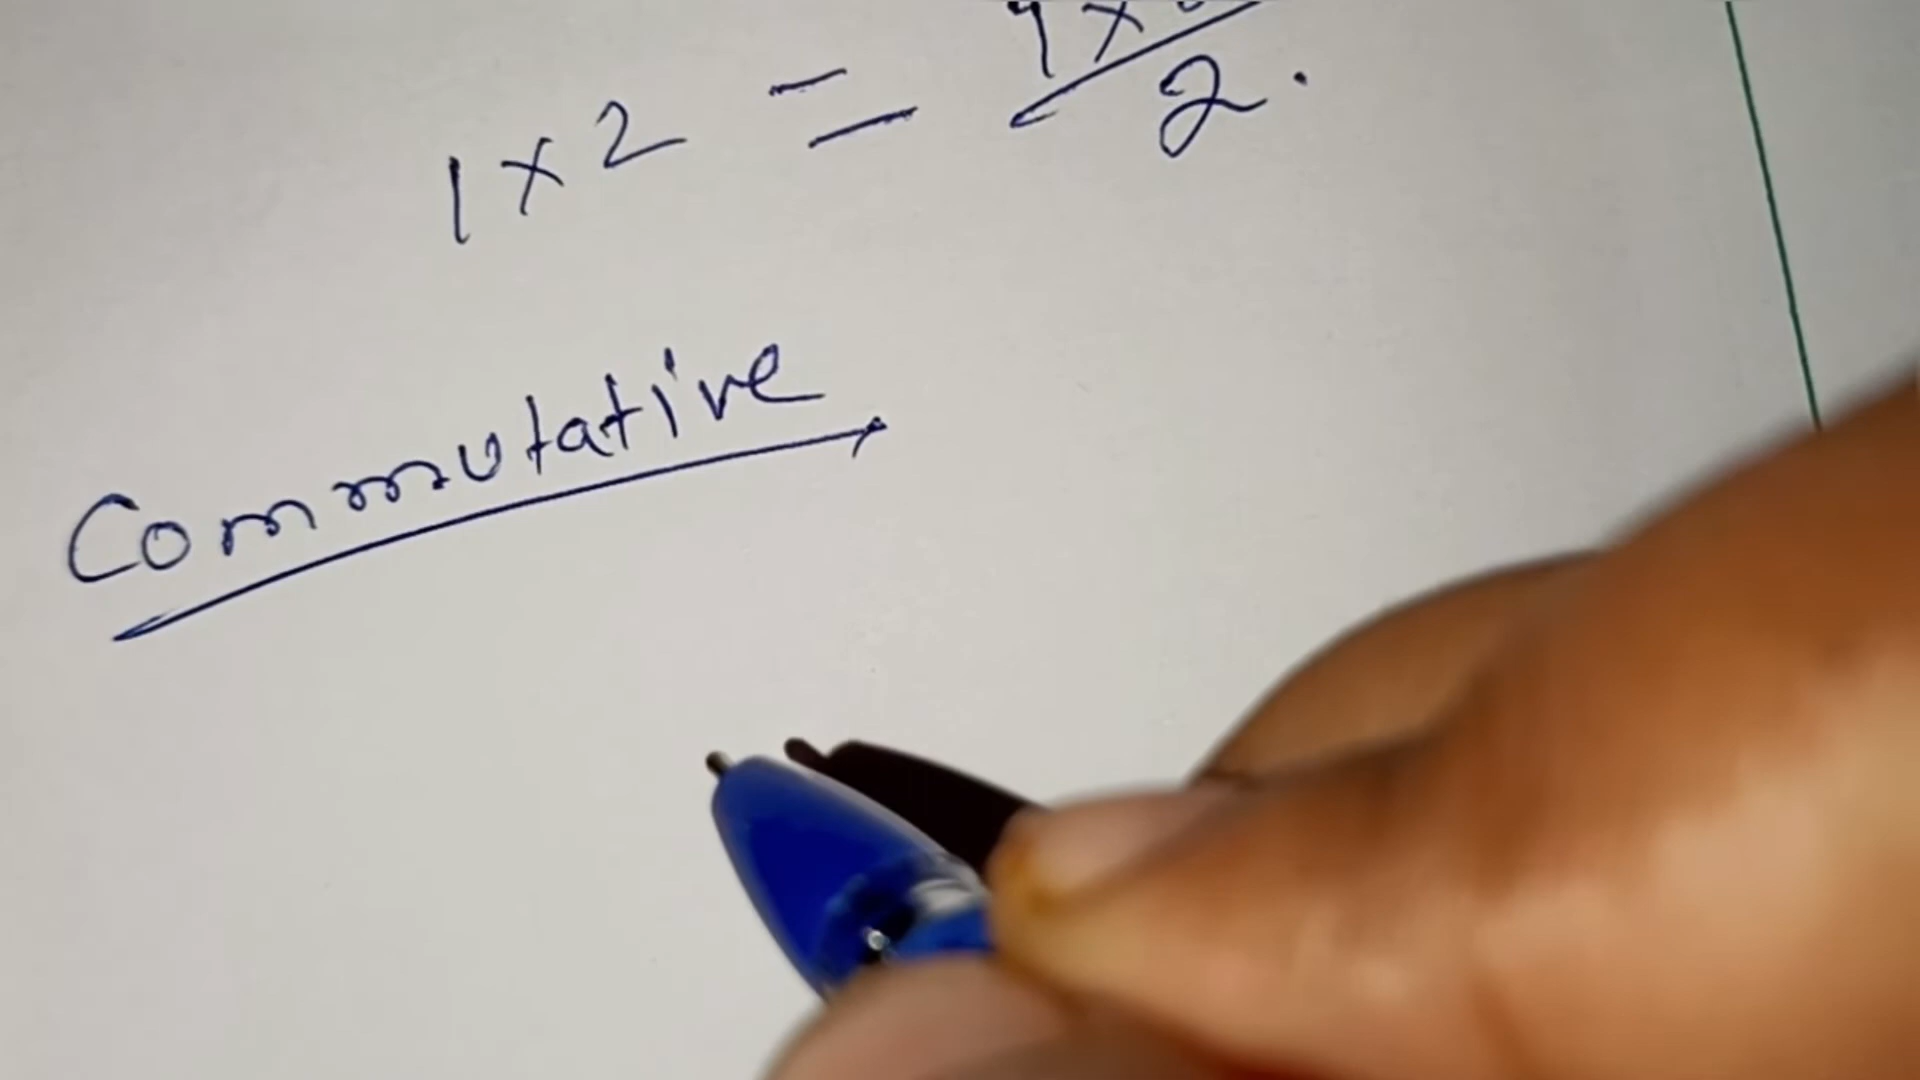 1 x 2 = 2.
Commutative